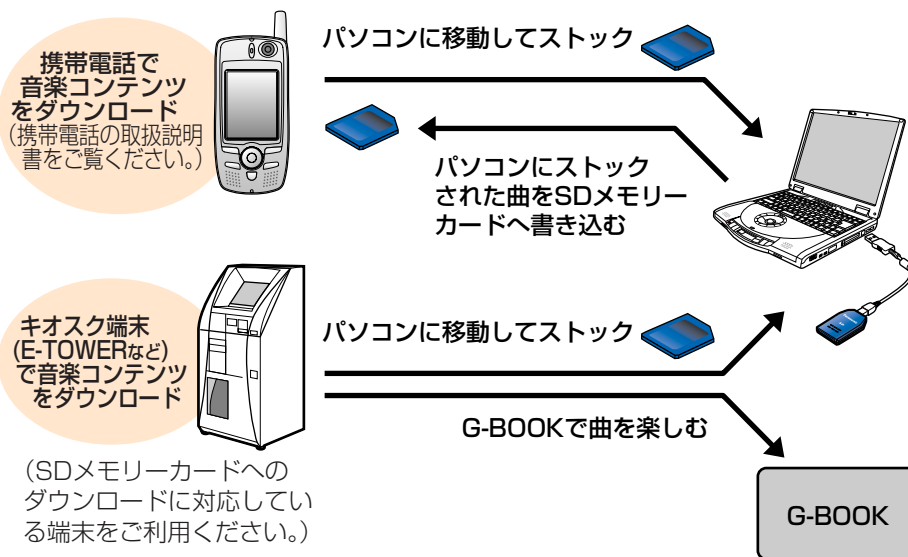 携帯電話で
音楽コンテンツ
をダウンロード
(携帯電話の取扱説明
書をご覧ください。)
パソコンに移動してストック
パソコンにストック
された曲をSDメモリー
カードへ書き込む
キオスク端末
(E-TOWERなど)
で音楽コンテンツ
をダウンロード
パソコンに移動してストック
G-BOOKで曲を楽しむ
(SDメモリーカードへの
ダウンロードに対応してい
る端末をご利用ください。)
G-BOOK